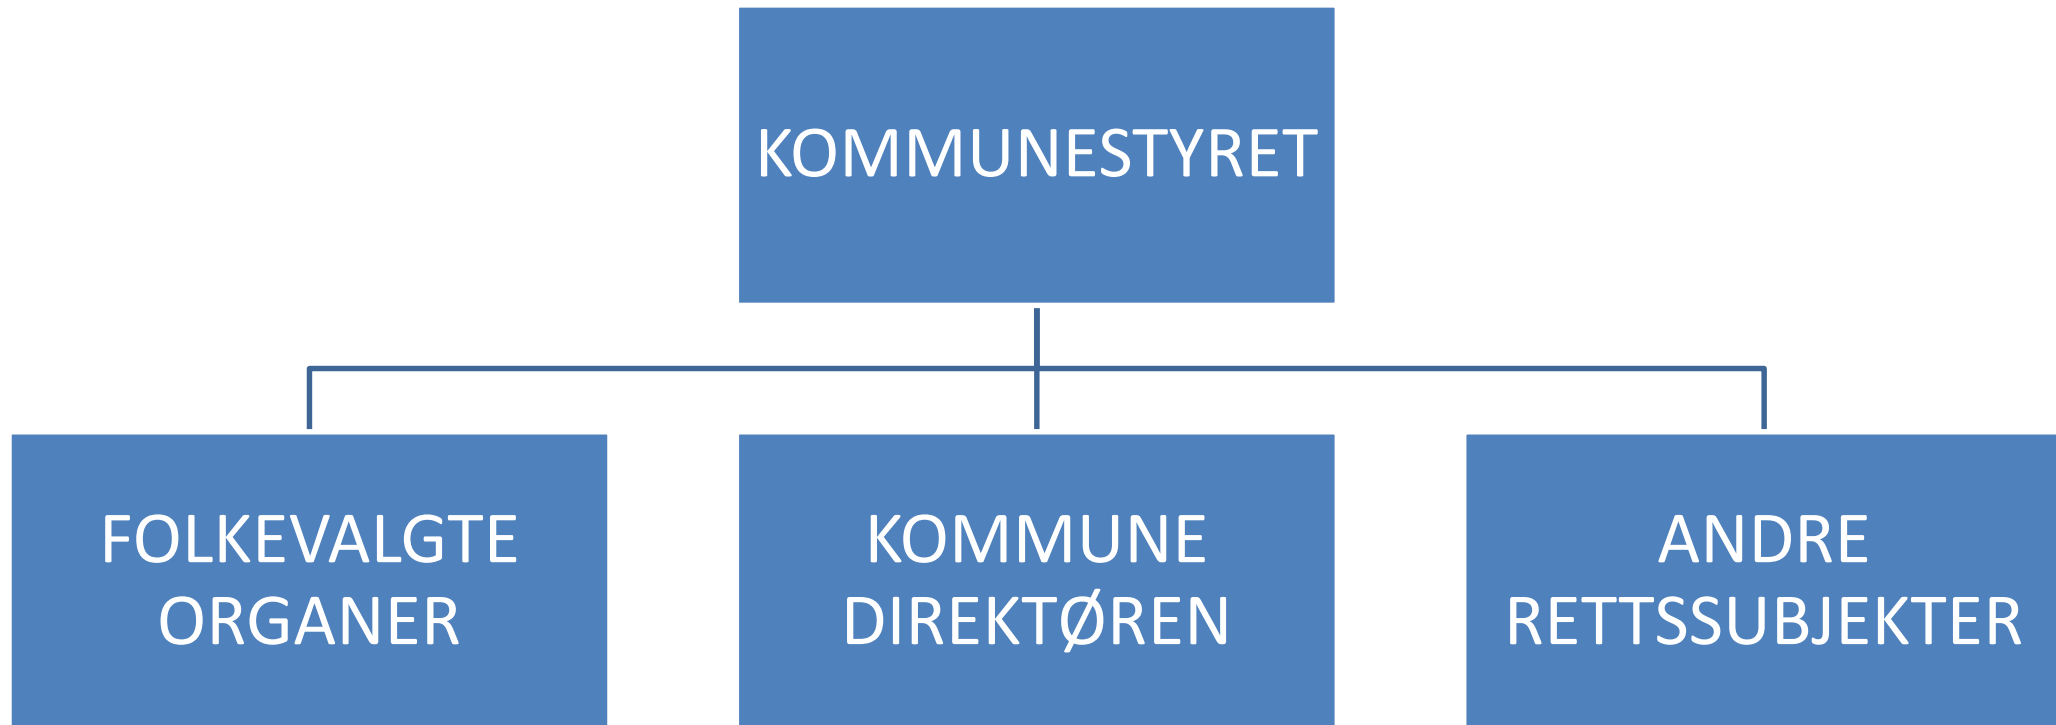 KOMMUNESTYRET
FOLKEVALGTE
ORGANER
KOMMUNE
DIREKTØREN
ANDRE
RETTSSUBJEKTER